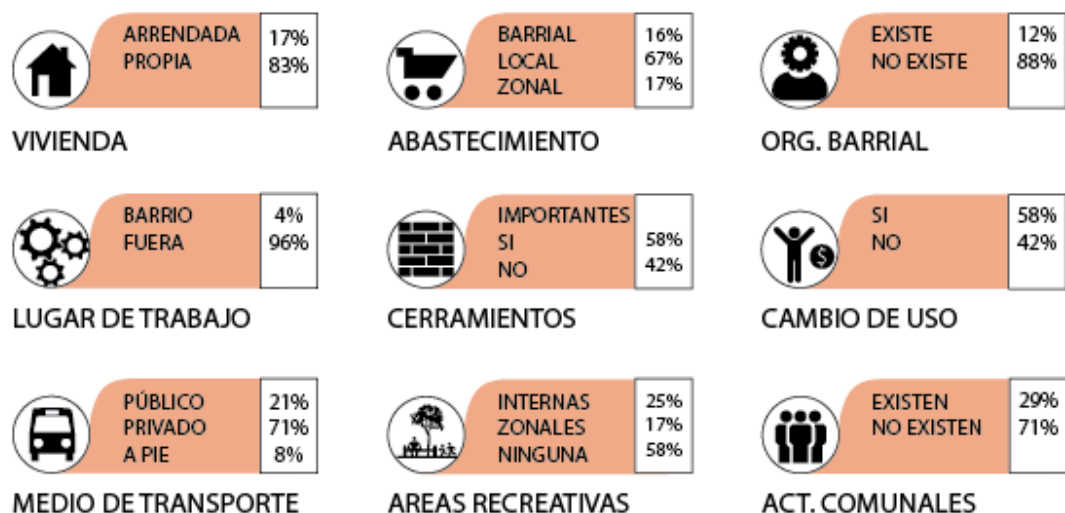 ARRENDADA 17%
PROPIA 83%
VIVIENDA
BARRIAL 16%
LOCAL 67%
ZONAL 17%
ABASTECIMIENTO
EXISTE 12%
NO EXISTE 88%
ORG. BARRIAL
BARRIO 4%
FUERA 96%
LUGAR DE TRABAJO
IMPORTANTES
SI 58%
NO 42%
CERRAMIENTOS
$
SI 58%
NO 42%
CAMBIO DE USO
PÚBLICO 21%
PRIVADO 71%
A PIE 8%
MEDIO DE TRANSPORTE
INTERNAS 25%
ZONALES 17%
NINGUNA 58%
AREAS RECREATIVAS
EXISTEN 29%
NO EXISTEN 71%
ACT. COMUNALES